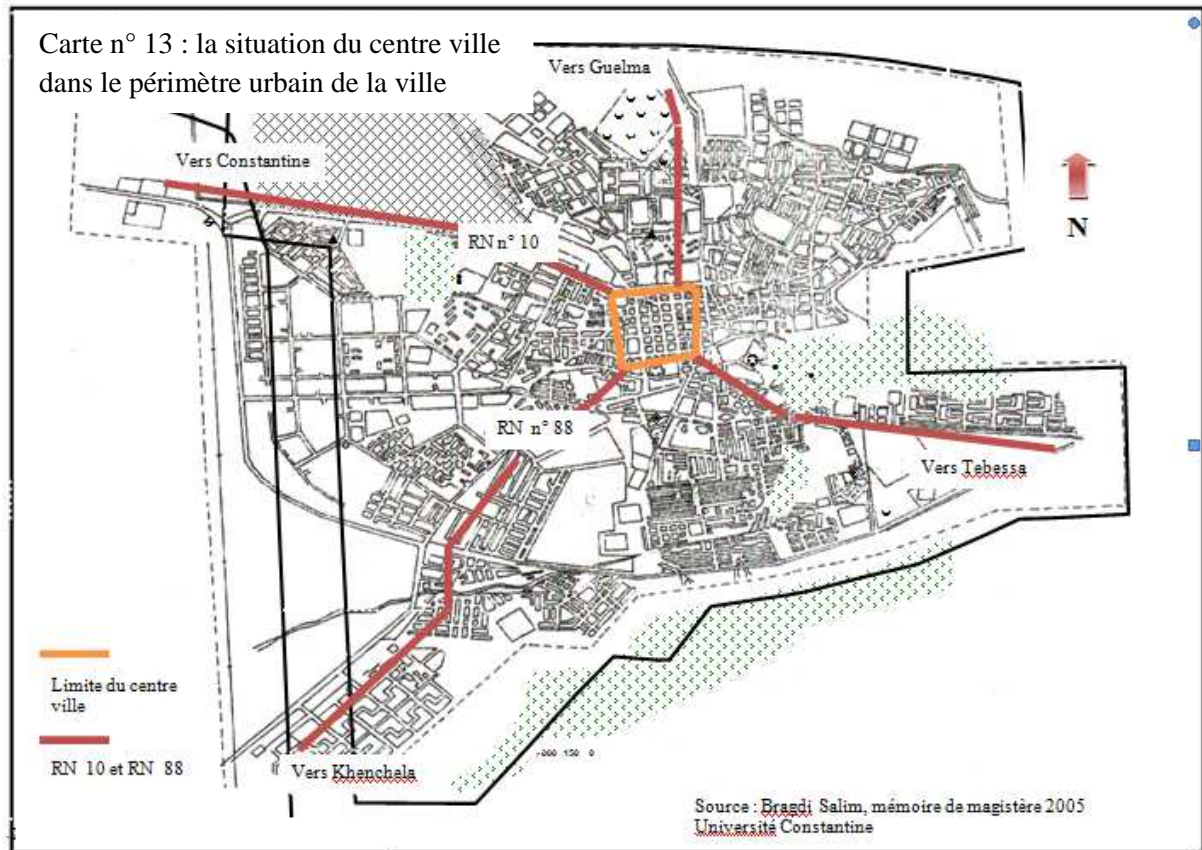 Carte n° 13 : la situation du centre ville
dans le périmètre urbain de la ville
Vers Guelma
Vers Constantine
N
RN n° 10
RN n° 88
Vers Tebessa
Limite du centre
ville
RN 10 et RN 88
Vers Khenchela
Source : Bragdi Salim, mémoire de magistère 2005
Université Constantine